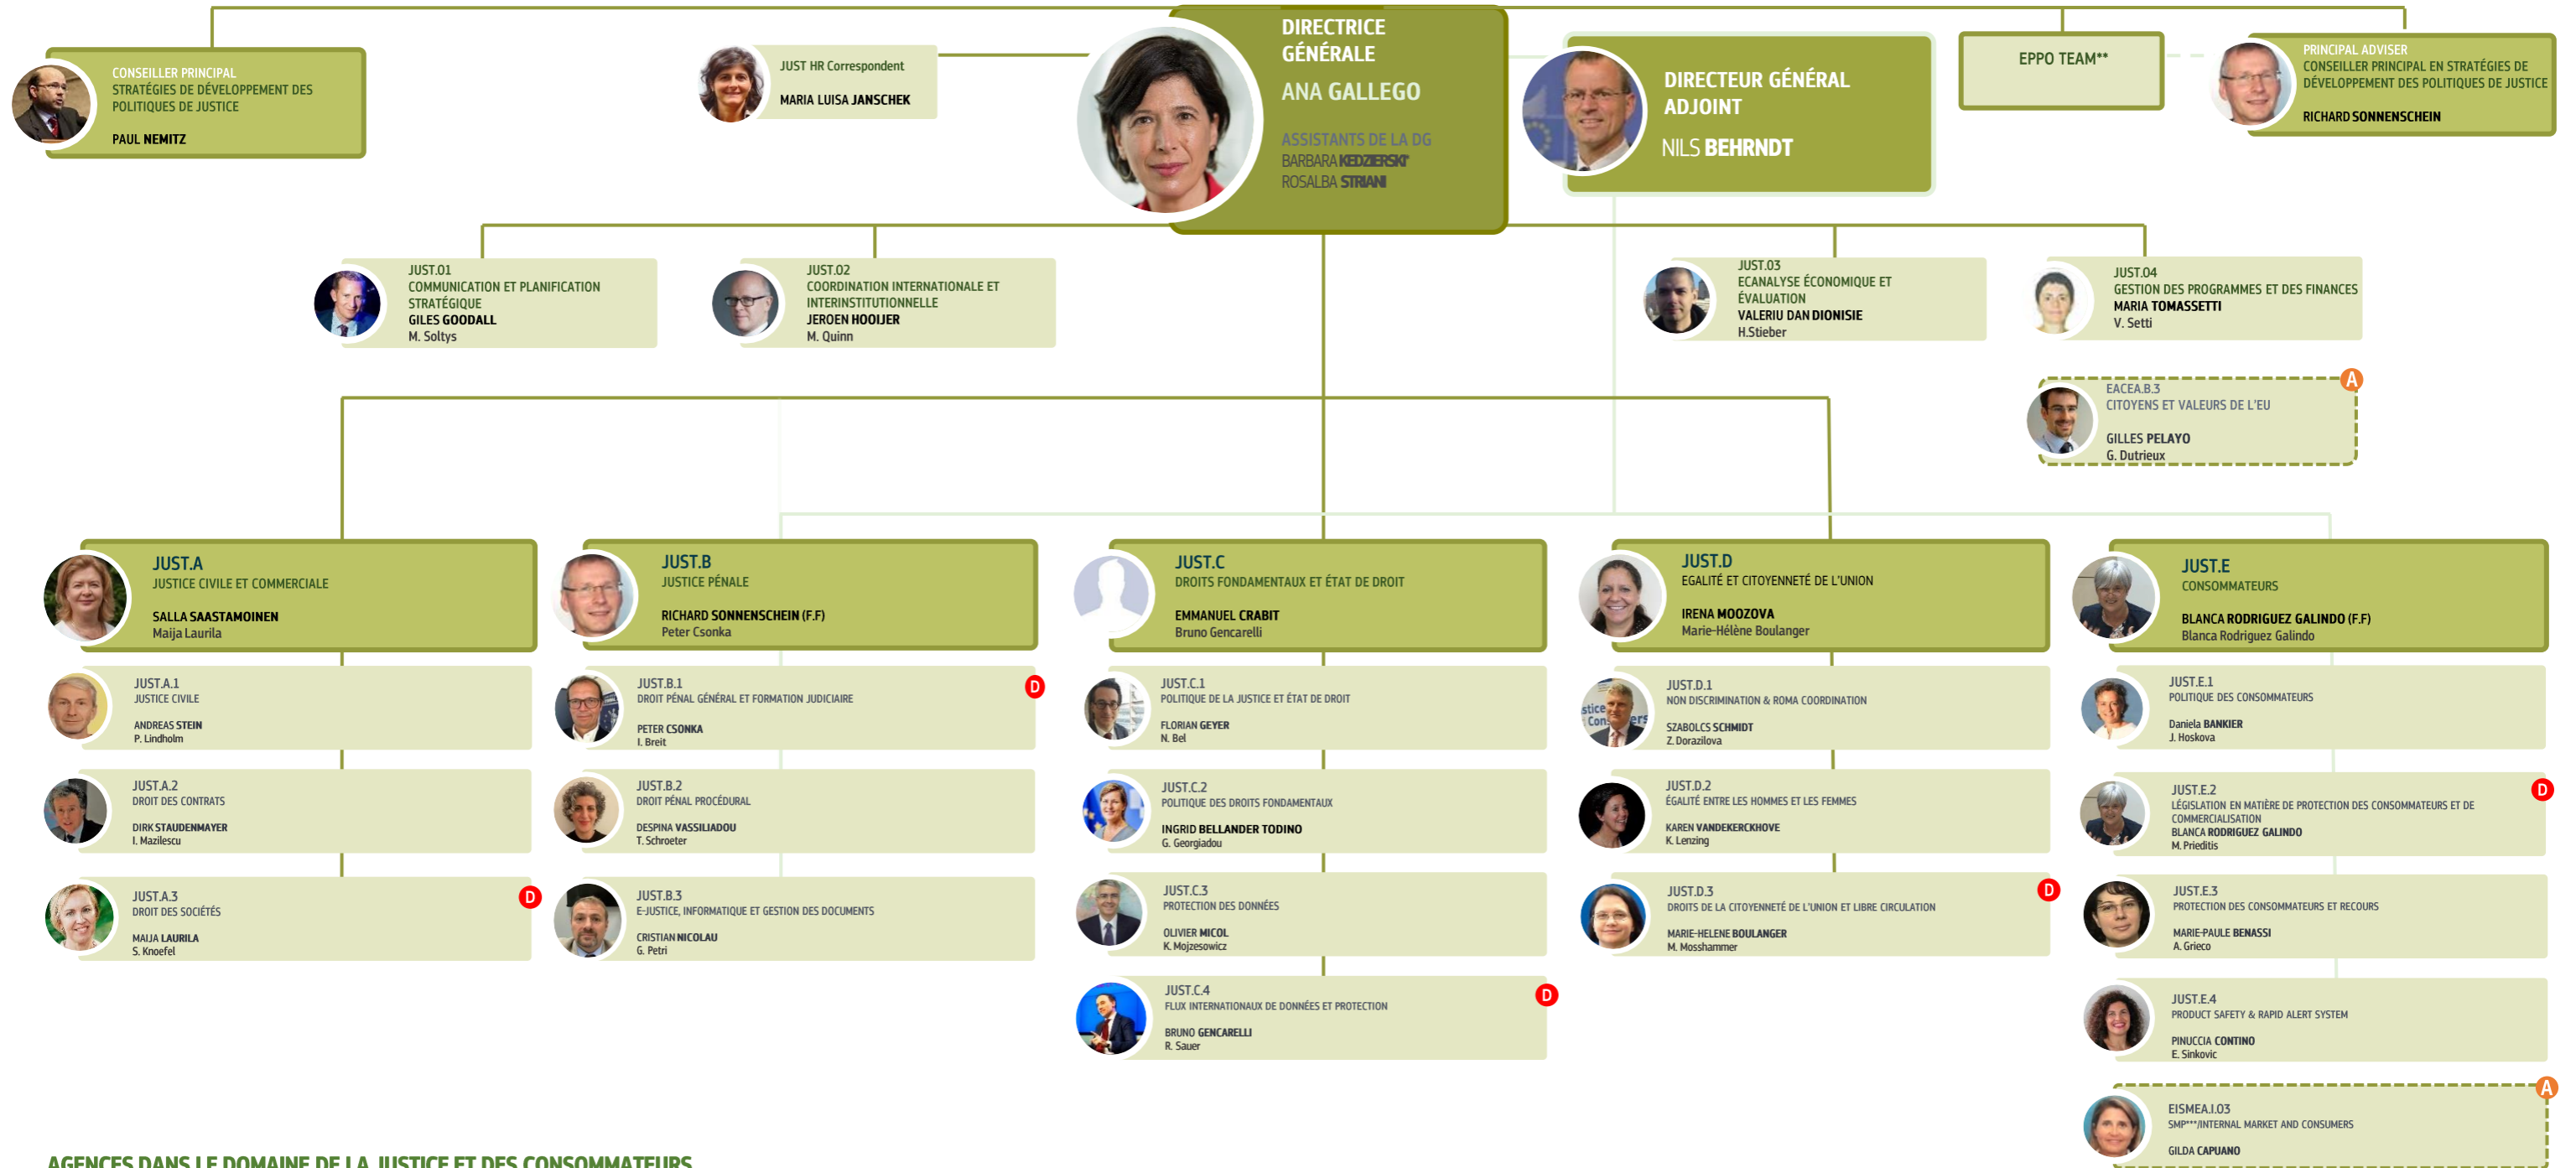 CONSEILLER PRINCIPAL
STRATÉGIES DE DÉVELOPPEMENT DES
POLITIQUES DE JUSTICE
PAUL NEMITZ
JUST HR Correspondent
MARIA LUISA JANSCHEK
DIRECTRICE
GÉNÉRALE
ANA GALLEGO
ASSISTANTS DE LA DG
BARBARA KEDZIERSKI*
ROSALBA STRIANI
DIRECTEUR GÉNÉRAL
ADJOINT
NILS BEHRNDT
EPPO TEAM**
PRINCIPAL ADVISER
CONSEILLER PRINCIPAL EN STRATÉGIES DE
DÉVELOPPEMENT DES POLITIQUES DE JUSTICE
RICHARD SONNENSCHEIN
JUST.01
COMMUNICATION ET PLANIFICATION
STRATÉGIQUE
GILES GOODALL
M. Soltys
JUST.02
COORDINATION INTERNATIONALE ET
INTERINSTITUTIONNELLE
JEROEN HOOIJER
M. Quinn
JUST.03
ECANALYSE ÉCONOMIQUE ET
ÉVALUATION
VALERIU DAN DIONISIE
H.Stieber
JUST.04
GESTION DES PROGRAMMES ET DES FINANCES
MARIA TOMASSETTI
V. Setti
A
EACEA.B.3
CITOYENS ET VALEURS DE L'EU
GILLES PELAYO
G. Dutrieux
JUST.A
JUSTICE CIVILE ET COMMERCIALE
SALLA SAASTAMOINEN
Maija Laurila
JUST.A.1
JUSTICE CIVILE
ANDREAS STEIN
P. Lindholm
JUST.A.2
DROIT DES CONTRATS
DIRK STAUDENMAYER
I. Mazilescu
JUST.A.3
D
DROIT DES SOCIÉTÉS
MAIJA LAURILA
S. Knoefel
JUST.B
JUSTICE PÉNALE
RICHARD SONNENSCHEIN (F.F)
Peter Csonka
JUST.B.1
D
DROIT PÉNAL GÉNÉRAL ET FORMATION JUDICIAIRE
PETER CSONKA
I. Breit
JUST.B.2
DROIT PÉNAL PROCÉDURAL
DESPINA VASSILIADOU
T. Schroeter
JUST.B.3
E-JUSTICE, INFORMATIQUE ET GESTION DES DOCUMENTS
CRISTIAN NICOLAU
G. Petri
JUST.C
DROITS FONDAMENTAUX ET ÉTAT DE DROIT
EMMANUEL CRABIT
Bruno Gencarelli
JUST.C.1
POLITIQUE DE LA JUSTICE ET ÉTAT DE DROIT
FLORIAN GEYER
N. Bel
JUST.C.2
POLITIQUE DES DROITS FONDAMENTAUX
INGRID BELLANDER TODINO
G. Georgiadou
JUST.C.3
PROTECTION DES DONNÉES
OLIVIER MICOL
K. Mojzesowicz
JUST.C.4
D
FLUX INTERNATIONAUX DE DONNÉES ET PROTECTION
BRUNO GENCARELLI
R. Sauer
JUST.D
EGALITÉ ET CITOYENNETÉ DE L'UNION
IRENA MOOZOVA
Marie-Hélène Boulanger
JUST.D.1
NON DISCRIMINATION & ROMA COORDINATION
SZABOLCS SCHMIDT
Z. Dorazilova
JUST.D.2
ÉGALITÉ ENTRE LES HOMMES ET LES FEMMES
KAREN VANDEKERCKHOVE
K. Lenzing
JUST.D.3
D
DROITS DE LA CITOYENNETÉ DE L'UNION ET LIBRE CIRCULATION
MARIE-HELENE BOULANGER
M. Mosshammer
JUST.E
CONSOMMATEURS
BLANCA RODRIGUEZ GALINDO (F.F)
Blanca Rodriguez Galindo
JUST.E.1
POLITIQUE DES CONSOMMATEURS
Daniela BANKIER
J. Hoskova
JUST.E.2
D
LÉGISLATION EN MATIÈRE DE PROTECTION DES CONSOMMATEURS ET DE
COMMERCIALISATION
BLANCA RODRIGUEZ GALINDO
M. Prieditis
JUST.E.3
PROTECTION DES CONSOMMATEURS ET RECOURS
MARIE-PAULE BENASSI
A. Grieco
JUST.E.4
PRODUCT SAFETY & RAPID ALERT SYSTEM
PINUCCIA CONTINO
E. Sinkovic
A
EISMEA.I.03
SMP***/INTERNAL MARKET AND CONSUMERS
GILDA CAPUANO
AGENCES DANS LE DOMAINE DE LA JUSTICE ET DES CONSOMMATEURS